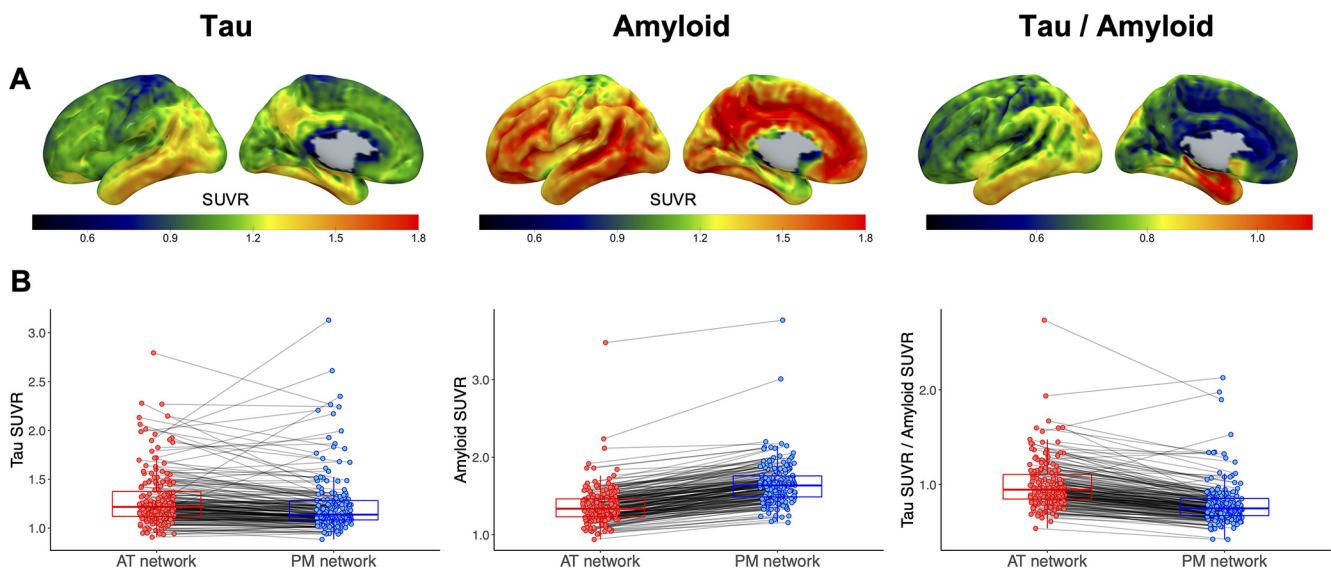 Tau
Amyloid
Tau / Amyloid
A
SUVR
SUVR
0.6 0.9 1.2 1.5 1.8
0.6 0.9 1.2 1.5 1.8
0.6 0.8 1.0
B
Tau SUVR
3.0
2.5
2.0
1.5
1.0
AT network PM network
Amyloid SUVR
3.0
2.0
1.0
AT network PM network
Tau SUVR / Amyloid SUVR
2.0
1.0
AT network PM network